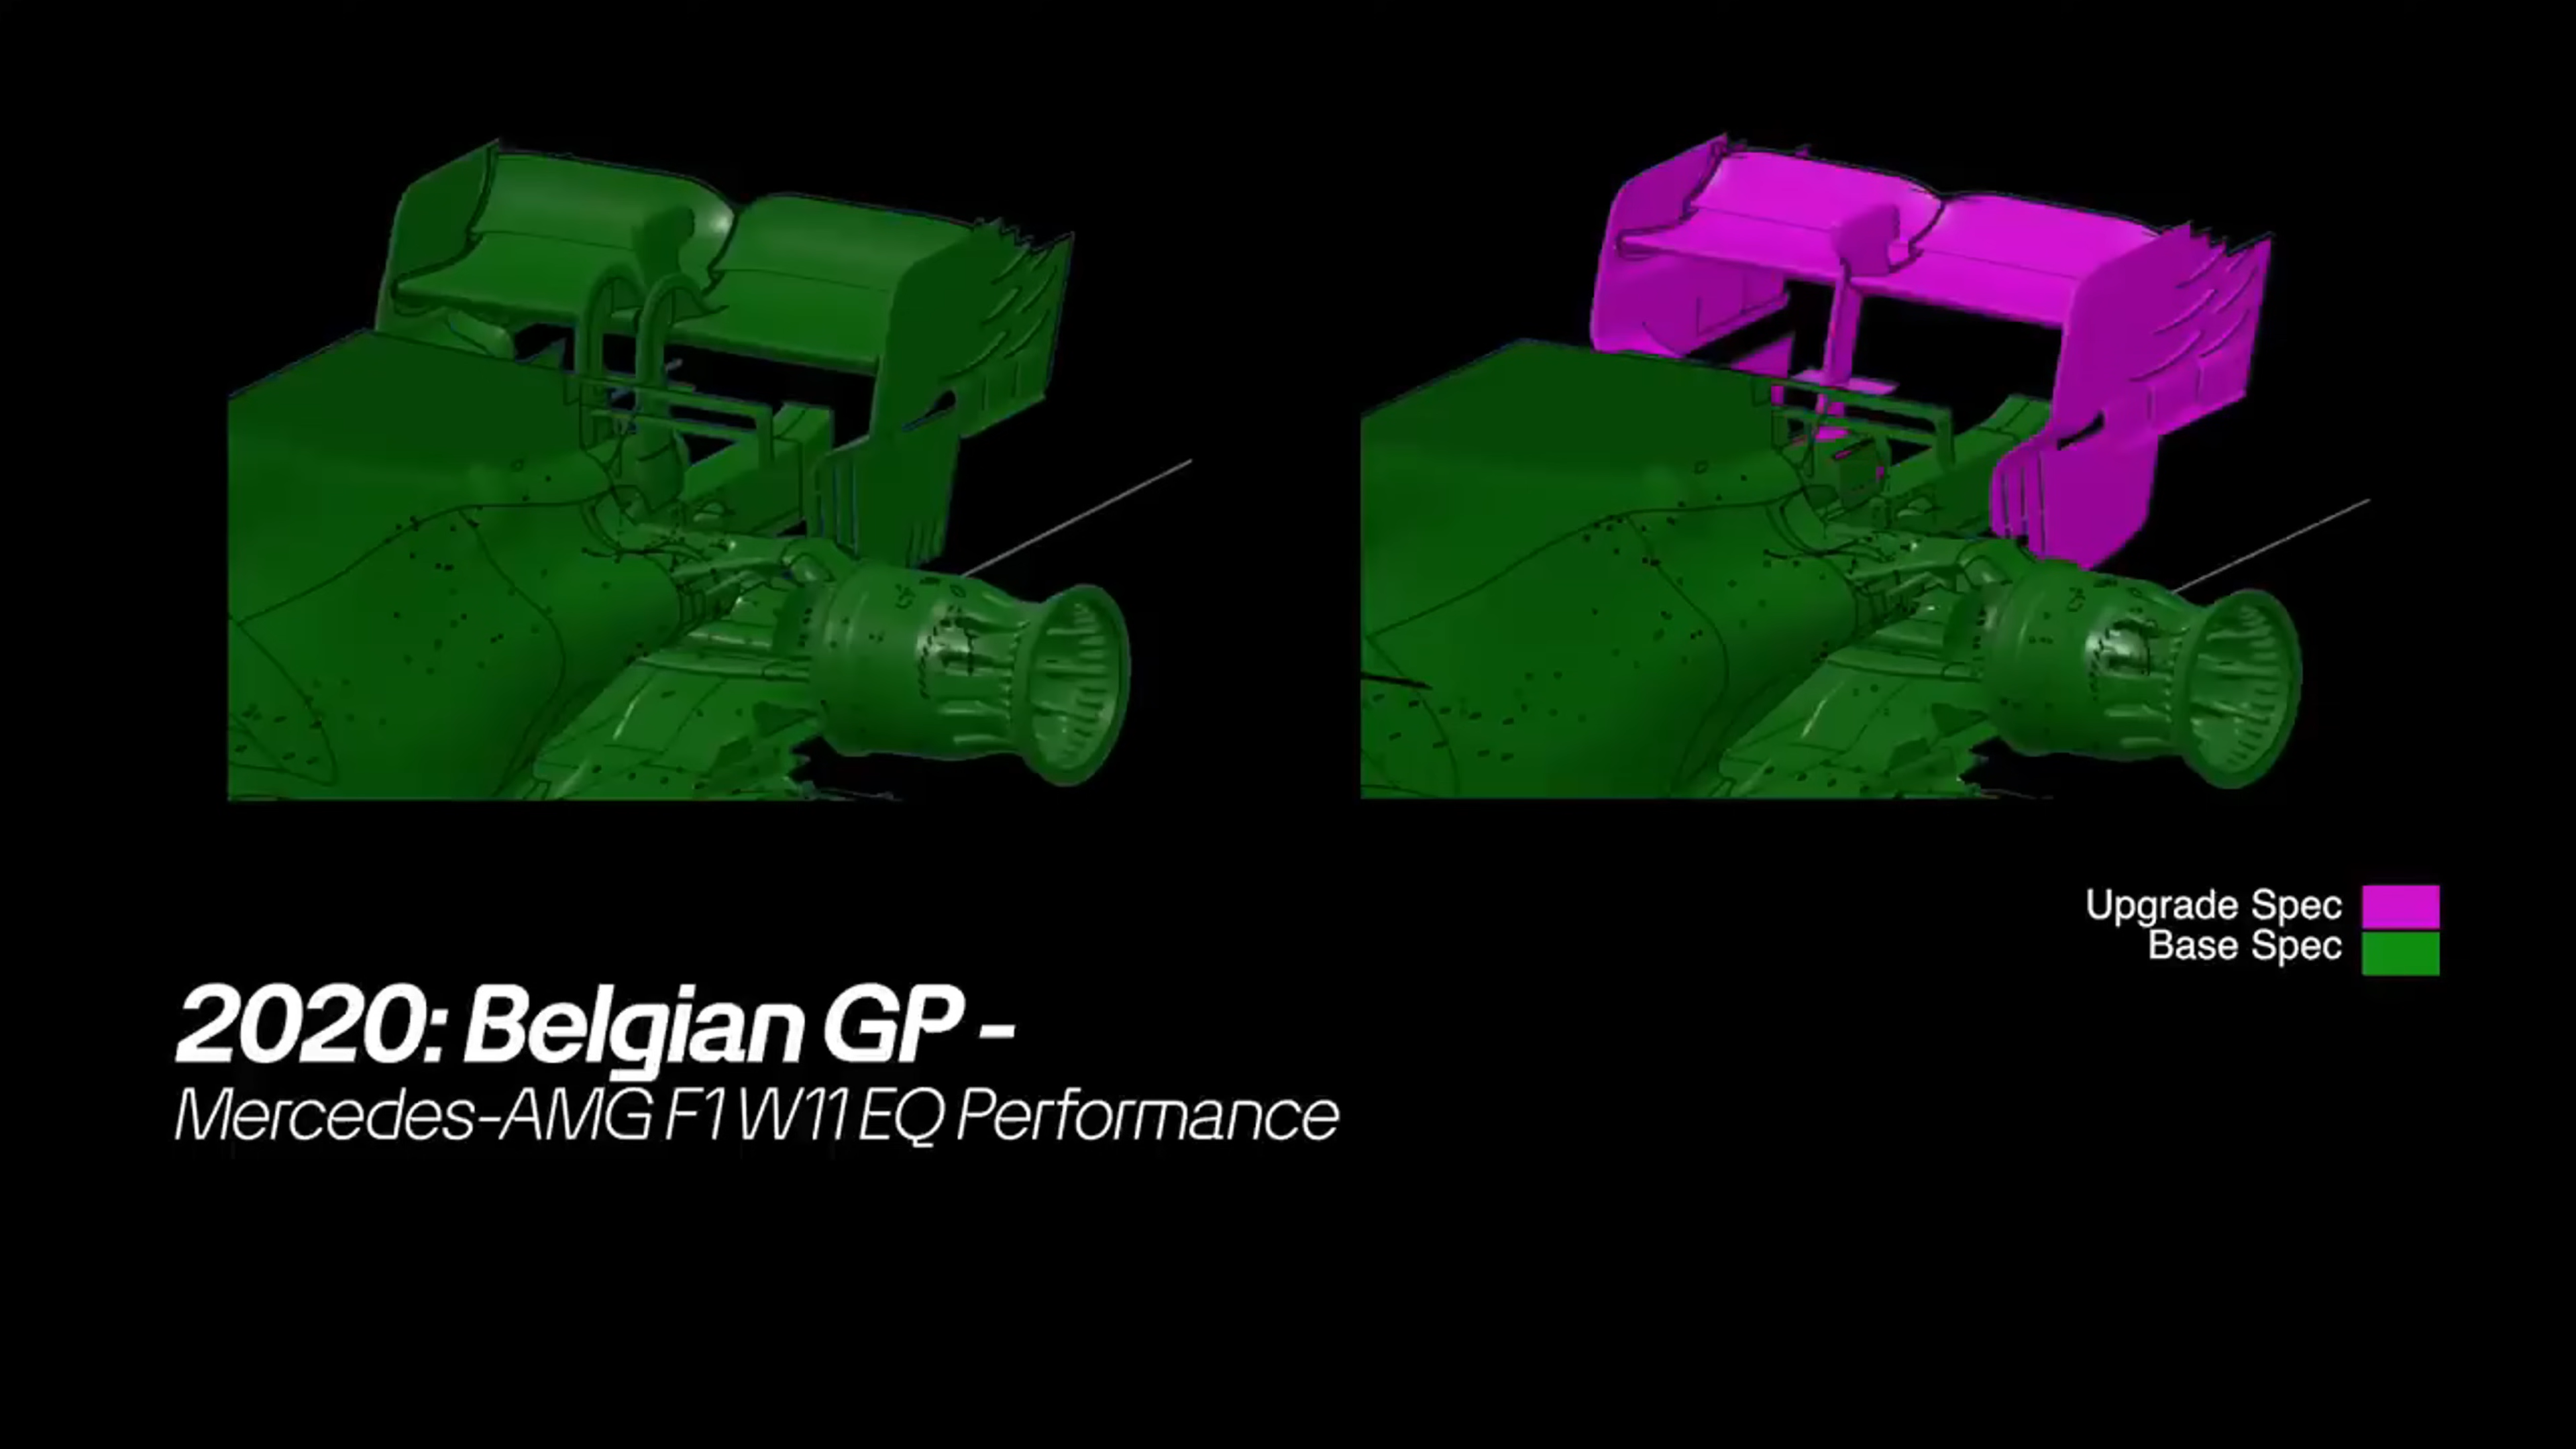 Upgrade Spec
Base Spec
2020: Belgian GP -
Mercedes-AMG F1 W11 EQ Performance